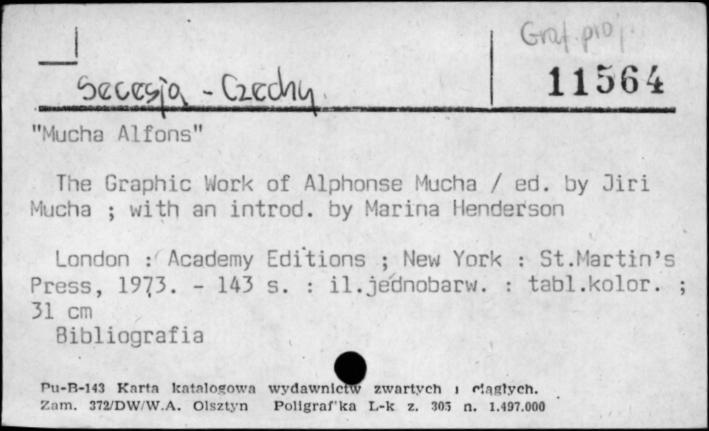 Graf. proj.
Secesja - Czechy.
11564
"Mucha Alfons"
The Graphic Work of Alphonse Mucha / ed. by Jiri
Mucha ; with an introd. by Marina Henderson
London : Academy Editions ; New York : St.Martin's
Press, 1973. - 143 s. : il.jednobarw. : tabl.kolor. ;
31 cm
Bibliografia
Pu-B-143 Karta katalogowa wydawnictw zwartych i ciągłych.
Zam. 372/DW/W.A. Olsztyn Poligraf'ka L-k z. 305 n. 1.497.000